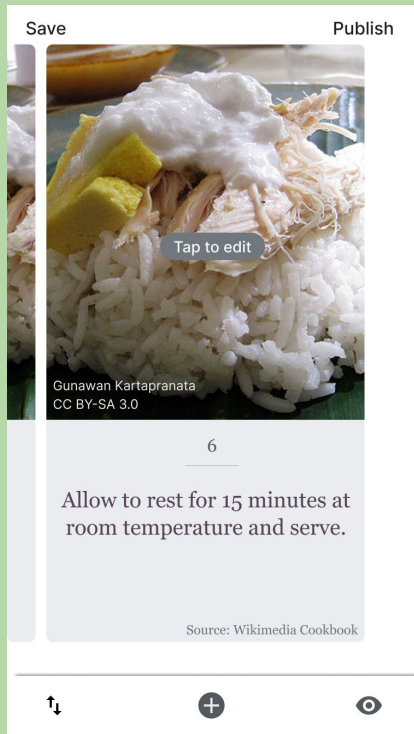 Save
Publish
Tap to edit
Gunawan Kartapranata
CC BY-SA 3.0
6
Allow to rest for 15 minutes at
room temperature and serve.
Source: Wikimedia Cookbook